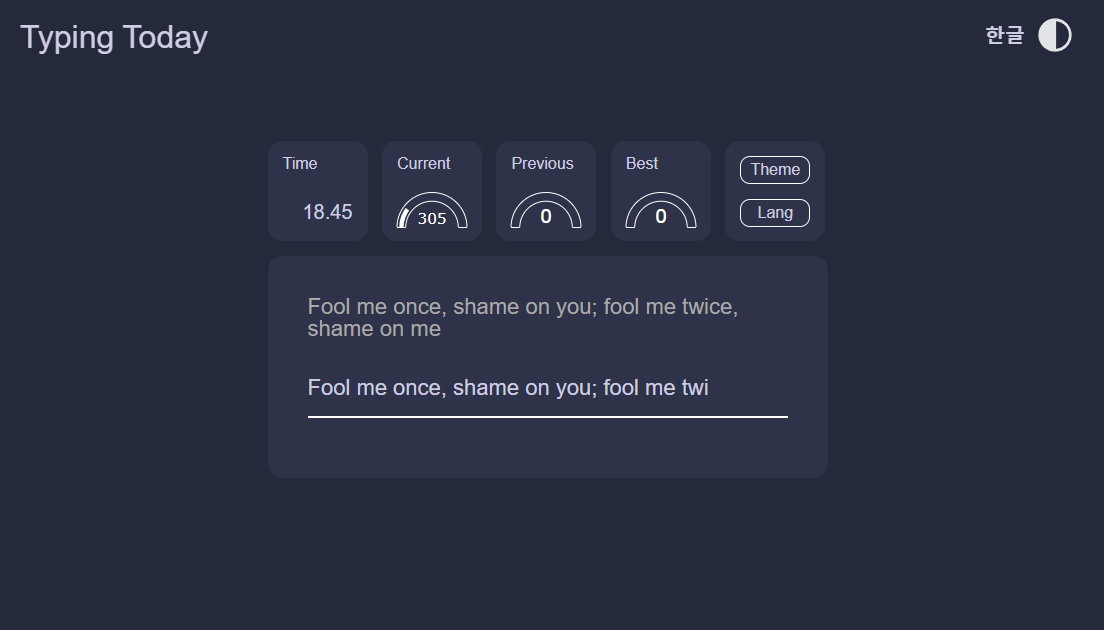 Typing Today
한글
Time
18.45
Current
305
Previous
0
Best
0
Theme
Lang
Fool me once, shame on you; fool me twice,
shame on me
Fool me once, shame on you; fool me twi